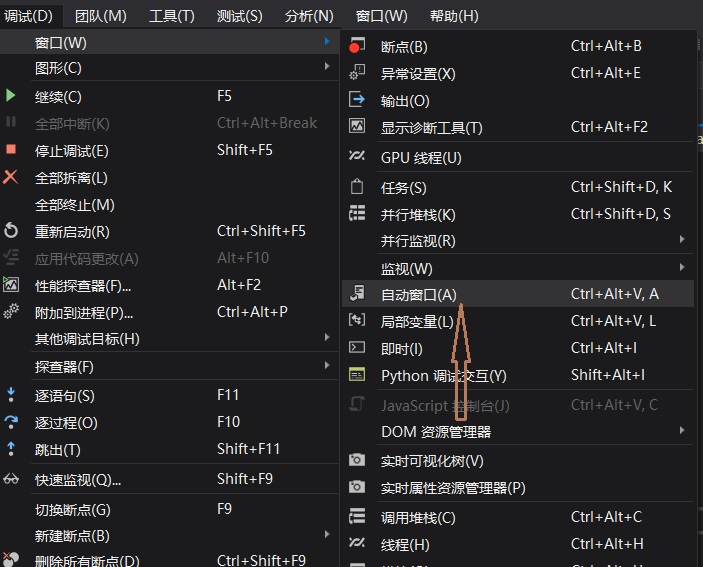 调试(D) 团队(M) 工具(T) 测试(S) 分析(N) 窗口(W) 帮助(H)
窗口(W)
图形(C)
继续(C) F5
全部中断(K) Ctrl+Alt+Break
停止调试(E) Shift+F5
全部拆离(L)
全部终止(M)
重新启动(R) Ctrl+Shift+F5
应用代码更改(A) Alt+F10
性能探查器(F)... Alt+F2
附加到进程(P)... Ctrl+Alt+P
其他调试目标(H)
探查器(F)
逐语句(S) F11
逐过程(O) F10
跳出(T) Shift+F11
快速监视(Q)... Shift+F9
切换断点(G) F9
新建断点(B)
删除所有断点(D) Ctrl+Shift+F9
断点(B) Ctrl+Alt+B
异常设置(X) Ctrl+Alt+E
输出(O)
显示诊断工具(T) Ctrl+Alt+F2
GPU 线程(U)
任务(S) Ctrl+Shift+D, K
并行堆栈(K) Ctrl+Shift+D, S
并行监视(R)
监视(W)
自动窗口(A) Ctrl+Alt+V, A
局部变量(L) Ctrl+Alt+V, L
即时(I) Ctrl+Alt+I
Python 调试交互(Y) Shift+Alt+I
JavaScript 控制台(J) Ctrl+Alt+V, C
DOM 资源管理器
实时可视化树(V)
实时属性资源管理器(P)
调用堆栈(C) Ctrl+Alt+C
线程(H) Ctrl+Alt+H